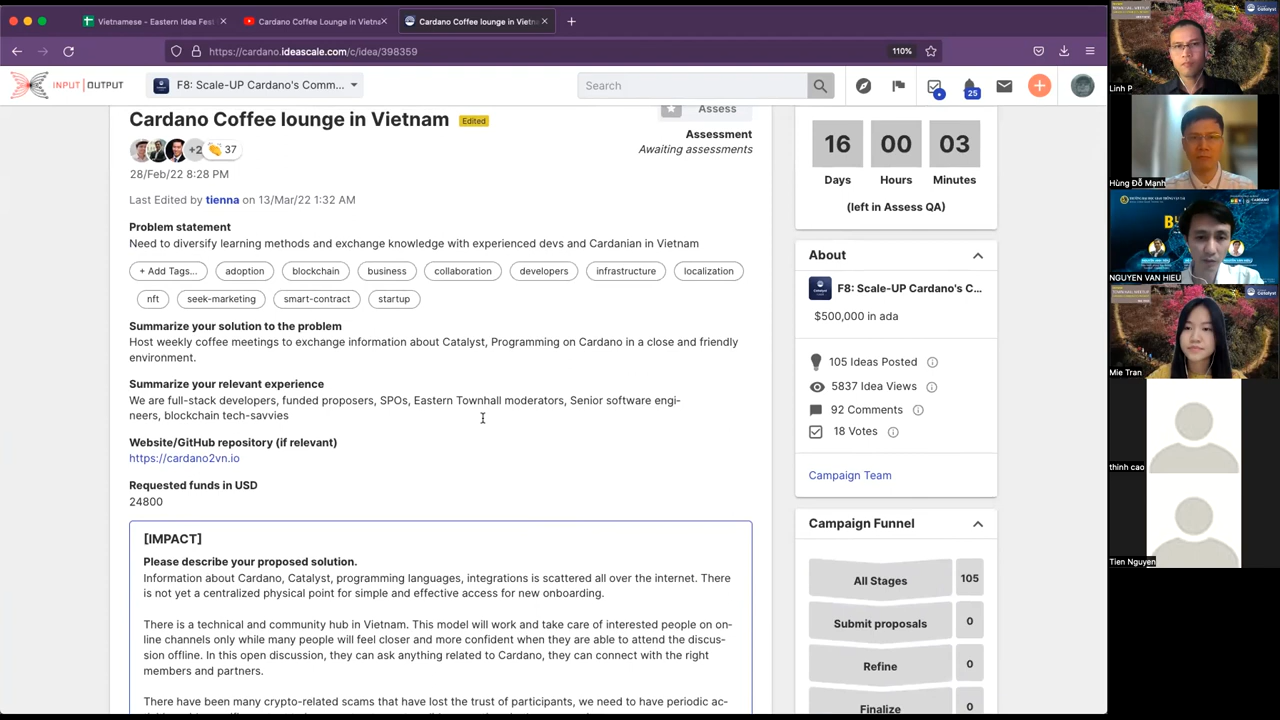 Vietnamese - Eastern Idea Fest
Cardano Coffee Lounge in Vietna
Cardano Coffee lounge in Vietna
https://cardano.ideascale.com/c/idea/398359
110%
INPUT | OUTPUT
F8: Scale-UP Cardano's Comm...
Search
25
Cardano Coffee lounge in Vietnam
Edited
+2
37
28/Feb/22 8:28 PM
Last Edited by tienna on 13/Mar/22 1:32 AM
Assess
Assessment
Awaiting assessments
Problem statement
Need to diversify learning methods and exchange knowledge with experienced devs and Cardanian in Vietnam
+ Add Tags...
adoption
blockchain
business
collaboration
developers
infrastructure
localization
nft
seek-marketing
smart-contract
startup
Summarize your solution to the problem
Host weekly coffee meetings to exchange information about Catalyst, Programming on Cardano in a close and friendly
environment.
Summarize your relevant experience
We are full-stack developers, funded proposers, SPOs, Eastern Townhall moderators, Senior software engi-
neers, blockchain tech-savvies
Website/GitHub repository (if relevant)
https://cardano2vn.io
Requested funds in USD
24800
[IMPACT]
Please describe your proposed solution.
Information about Cardano, Catalyst, programming languages, integrations is scattered all over the internet. There
is not yet a centralized physical point for simple and effective access for new onboarding.
There is a technical and community hub in Vietnam. This model will work and take care of interested people on on-
line channels only while many people will feel closer and more confident when they are able to attend the discus-
sion offline. In this open discussion, they can ask anything related to Cardano, they can connect with the right
members and partners.
There have been many crypto-related scams that have lost the trust of participants, we need to have periodic ac-
16
00
03
Days
Hours
Minutes
(left in Assess QA)
About
F8: Scale-UP Cardano's C...
$500,000 in ada
105 Ideas Posted
5837 Idea Views
92 Comments
18 Votes
Campaign Team
Campaign Funnel
All Stages
105
Submit proposals
0
Refine
0
Finalize
0
Linh P
Hùng Đỗ Mạnh
NGUYEN VAN HIEU
Mie Tran
thinh cao
Tien Nguyen